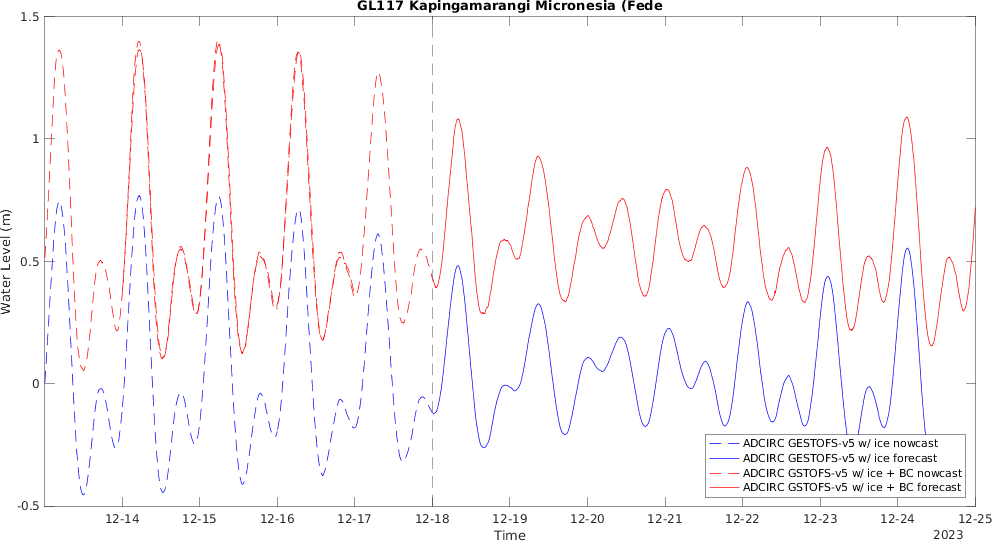 GL117 Kapingamarangi Micronesia (Fede
Water Level (m)
1.5
1
0.5
0
-0.5
12-14 12-15 12-16 12-17 12-18 12-19 12-20 12-21 12-22 12-23 12-24 12-25
Time
2023
ADCIRC GESTOFS-v5 w/ ice nowcast
ADCIRC GESTOFS-v5 w/ ice forecast
ADCIRC GSTOFS-v5 w/ ice + BC nowcast
ADCIRC GSTOFS-v5 w/ ice + BC forecast